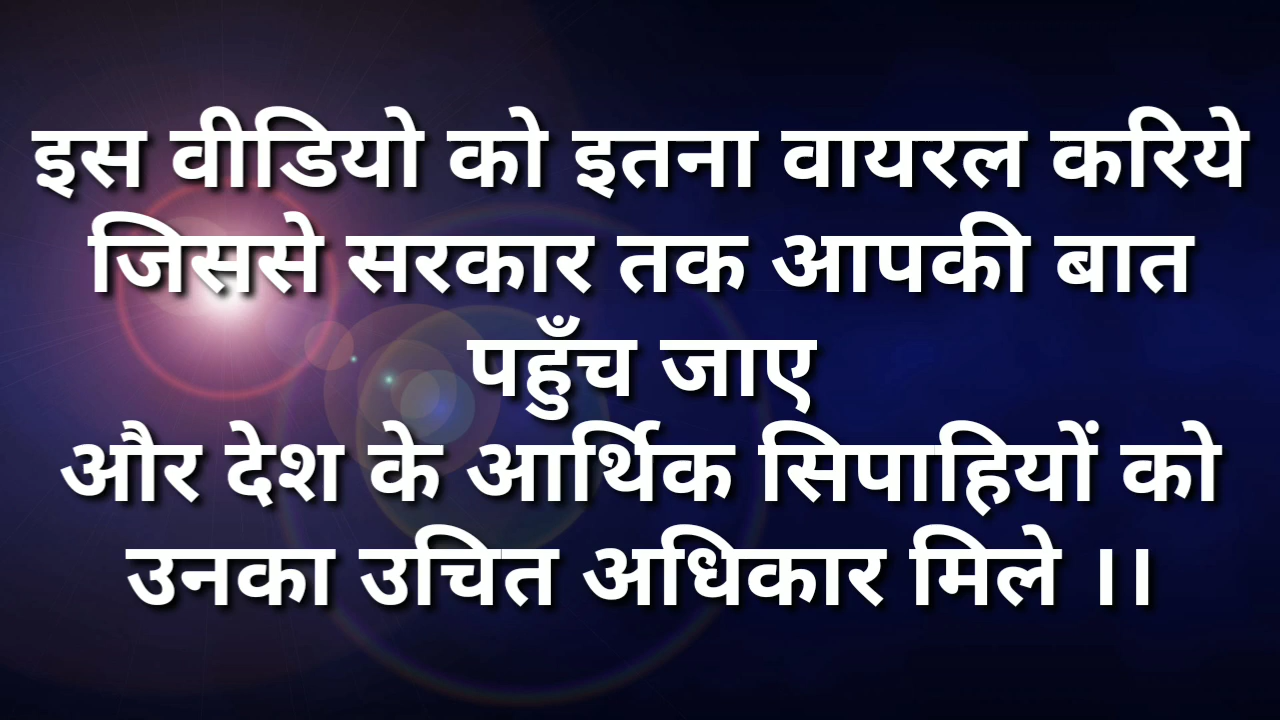 इस वीडियो को इतना वायरल करिये
जिससे सरकार तक आपकी बात
पहुँच जाए
और देश के आर्थिक सिपाहियों को
उनका उचित अधिकार मिले ।।